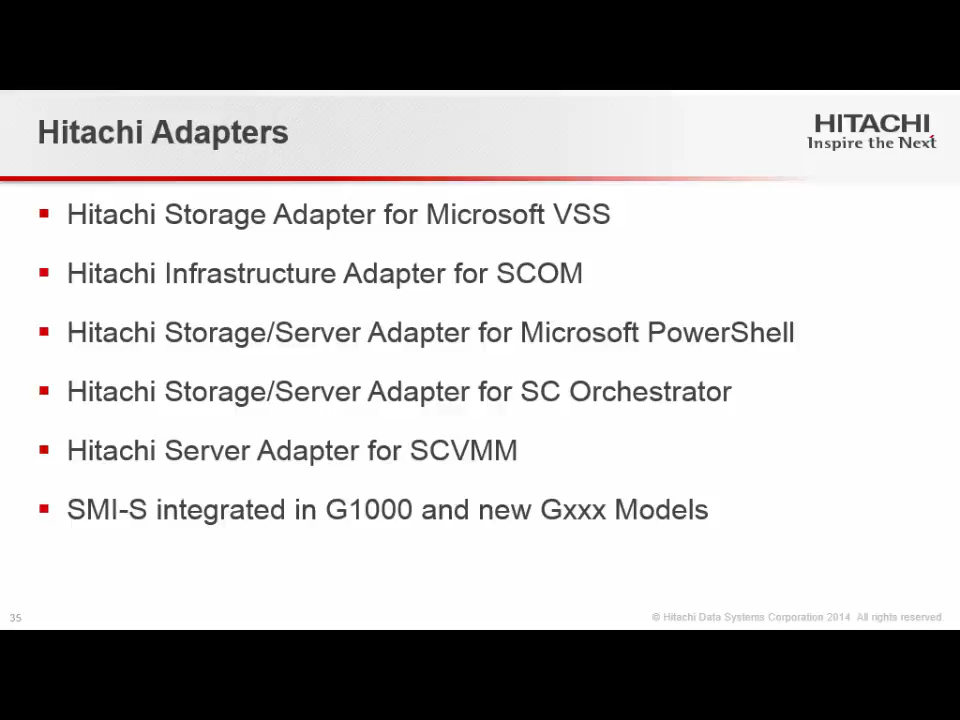 Hitachi Adapters
HITACHI
Inspire the Next
Hitachi Storage Adapter for Microsoft VSS
Hitachi Infrastructure Adapter for SCOM
Hitachi Storage/Server Adapter for Microsoft PowerShell
Hitachi Storage/Server Adapter for SC Orchestrator
Hitachi Server Adapter for SCVMM
SMI-S integrated in G1000 and new Gxxx Models
35
© Hitachi Data Systems Corporation 2014 All rights reserved